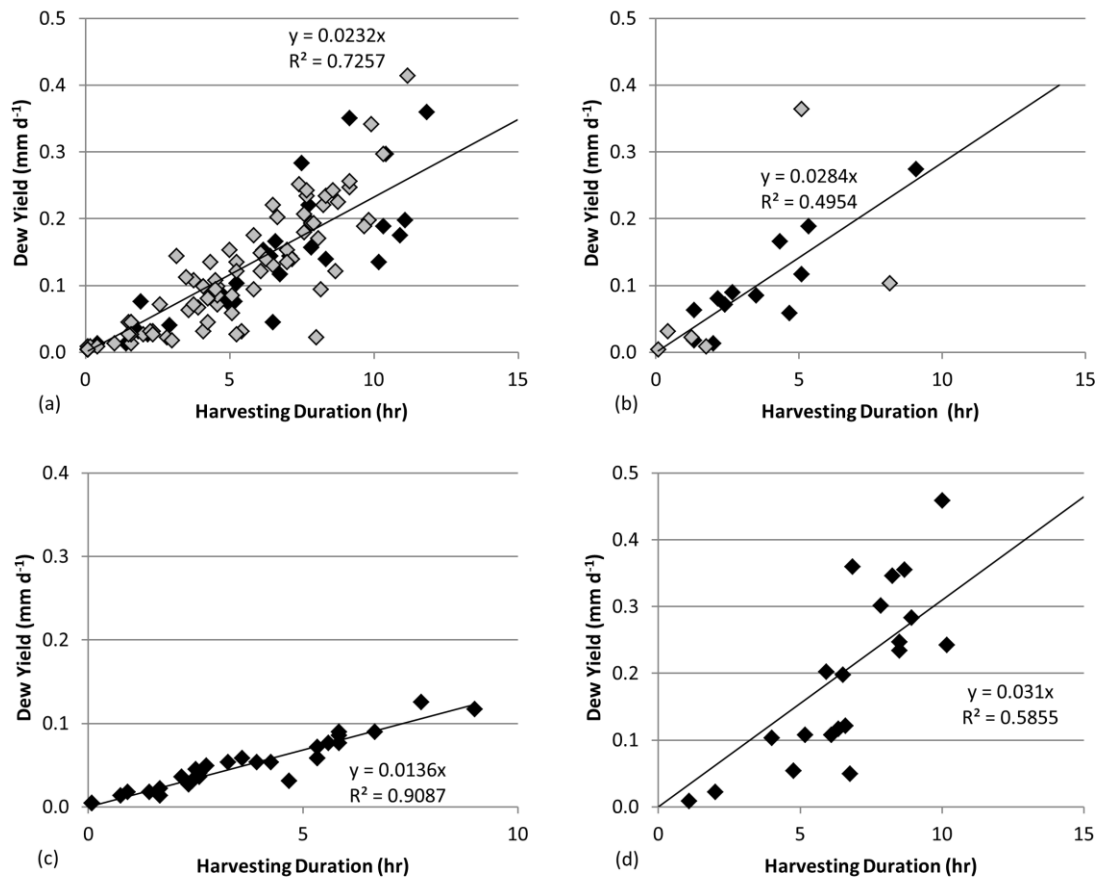 0.5
0.4
0.3
0.2
0.1
0.0
Dew Yield (mm d⁻¹)
y = 0.0232x
R² = 0.7257
0
5
10
15
(a)
Harvesting Duration (hr)
0.5
0.4
0.3
0.2
0.1
0.0
Dew Yield (mm d⁻¹)
y = 0.0284x
R² = 0.4954
0
5
10
15
(b)
Harvesting Duration (hr)
0.4
0.3
0.2
0.1
0.0
Dew Yield (mm d⁻¹)
y = 0.0136x
R² = 0.9087
0
5
10
(c)
Harvesting Duration (hr)
0.5
0.4
0.3
0.2
0.1
0.0
Dew Yield (mm d⁻¹)
y = 0.031x
R² = 0.5855
0
5
10
15
(d)
Harvesting Duration (hr)